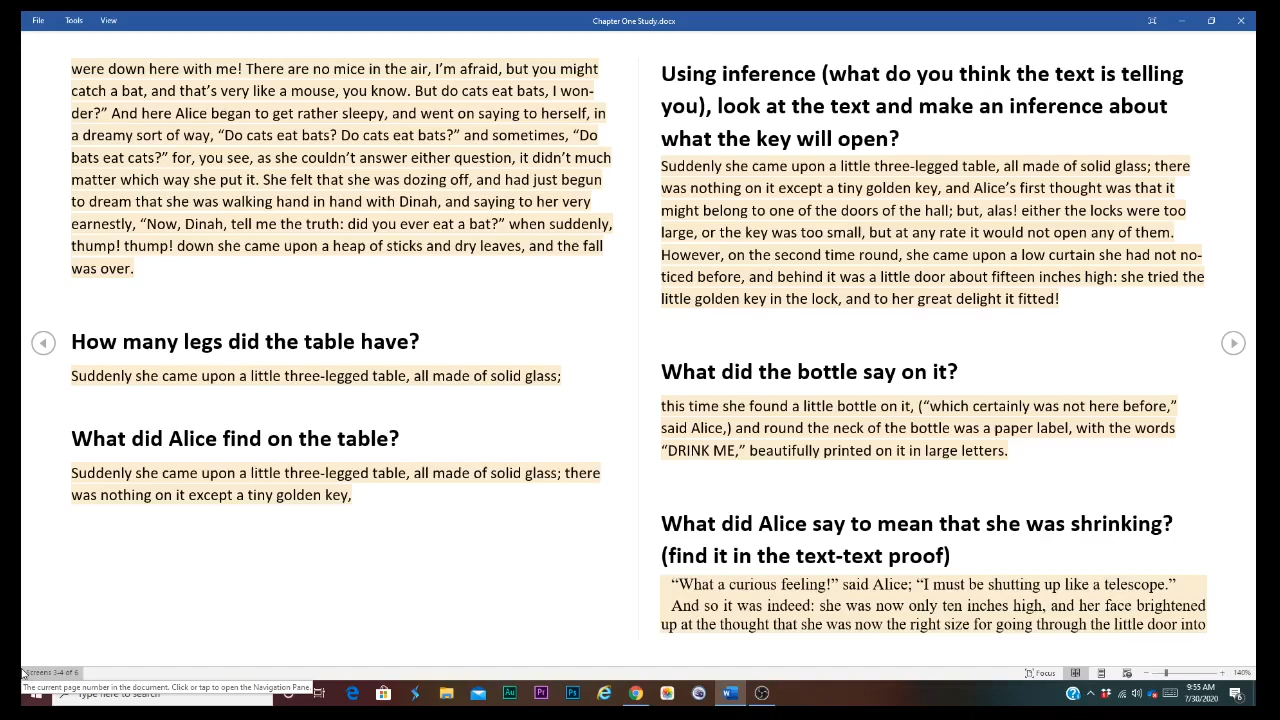 File Tools View Chapter One Study.docx
were down here with me! There are no mice in the air, I’m afraid, but you might
catch a bat, and that’s very like a mouse, you know. But do cats eat bats, I won-
der?” And here Alice began to get rather sleepy, and went on saying to herself, in
a dreamy sort of way, “Do cats eat bats? Do cats eat bats?” and sometimes, “Do
bats eat cats?” for, you see, as she couldn’t answer either question, it didn’t much
matter which way she put it. She felt that she was dozing off, and had just begun
to dream that she was walking hand in hand with Dinah, and saying to her very
earnestly, “Now, Dinah, tell me the truth: did you ever eat a bat?” when suddenly,
thump! thump! down she came upon a heap of sticks and dry leaves, and the fall
was over.
How many legs did the table have?
Suddenly she came upon a little three-legged table, all made of solid glass;
What did Alice find on the table?
Suddenly she came upon a little three-legged table, all made of solid glass; there
was nothing on it except a tiny golden key,
Using inference (what do you think the text is telling
you), look at the text and make an inference about
what the key will open?
Suddenly she came upon a little three-legged table, all made of solid glass; there
was nothing on it except a tiny golden key, and Alice’s first thought was that it
might belong to one of the doors of the hall; but, alas! either the locks were too
large, or the key was too small, but at any rate it would not open any of them.
However, on the second time round, she came upon a low curtain she had not no-
ticed before, and behind it was a little door about fifteen inches high: she tried the
little golden key in the lock, and to her great delight it fitted!
What did the bottle say on it?
this time she found a little bottle on it, (“which certainly was not here before,”
said Alice,) and round the neck of the bottle was a paper label, with the words
“DRINK ME,” beautifully printed on it in large letters.
What did Alice say to mean that she was shrinking?
(find it in the text-text proof)
“What a curious feeling!” said Alice; “I must be shutting up like a telescope.”
And so it was indeed: she was now only ten inches high, and her face brightened
up at the thought that she was now the right size for going through the little door into
Screens 3-4 of 6 Focus 140%
The current page number in the document. Click or tap to open the Navigation Pane.
Type here to search Au Pr Ps 9:55 AM
7/30/2020